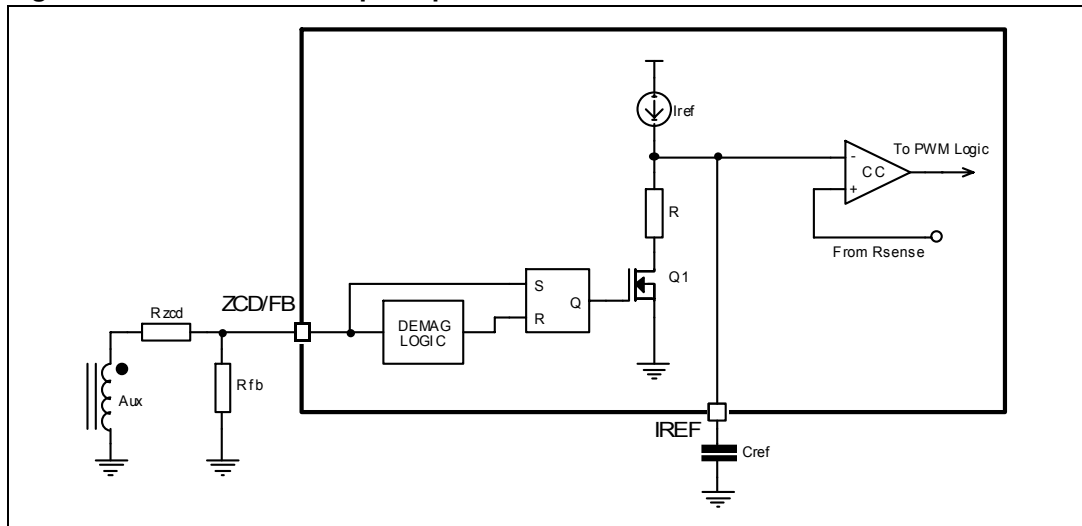 Iref
To PWM Logic
-
CC
+
R
From Rsense
Q1
S
ZCD/FB
Q
Rzcd
R
DEMAG
LOGIC
Rfb
Aux
IREF
Cref